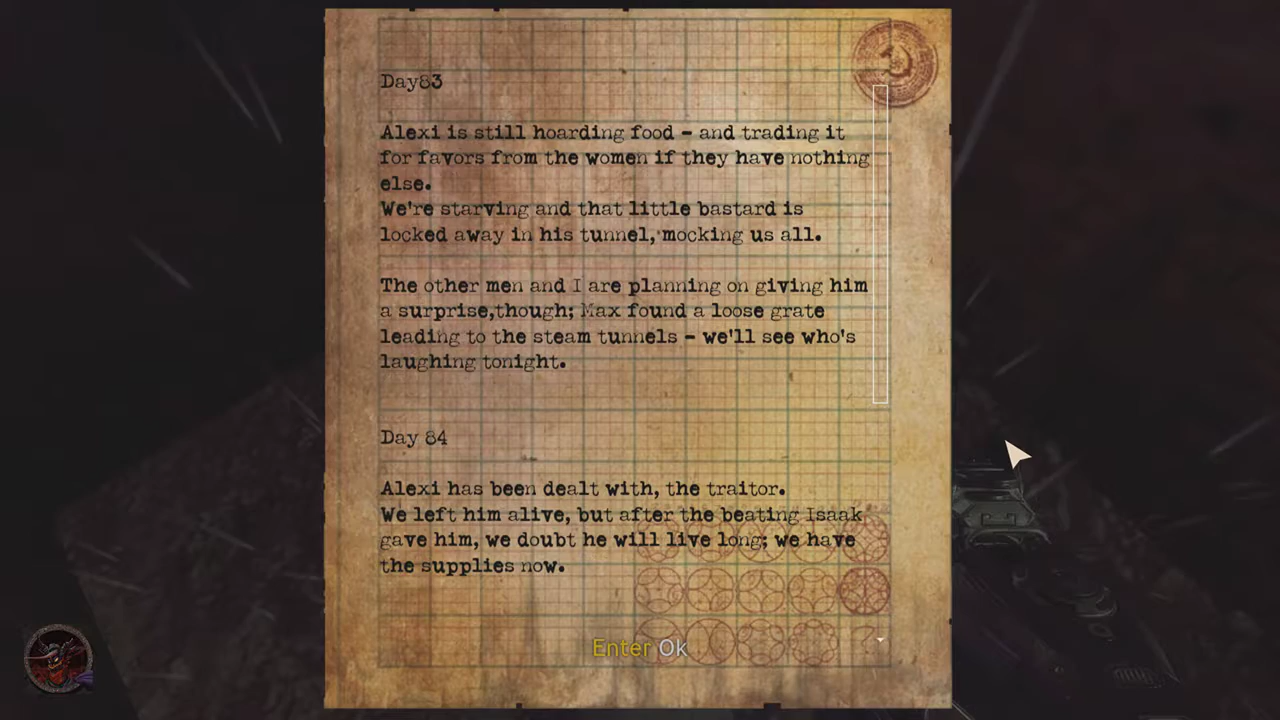 Day83
Alexi is still hoarding food - and trading it
for favors from the women if they have nothing
else.
We're starving and that little bastard is
locked away in his tunnel, mocking us all.
The other men and I are planning on giving him
a surprise,though; Max found a loose grate
leading to the steam tunnels - we'll see who's
laughing tonight.
Day 84
Alexi has been dealt with, the traitor.
We left him alive, but after the beating Isaak
gave him, we doubt he will live long; we have
the supplies now.
Enter Ok